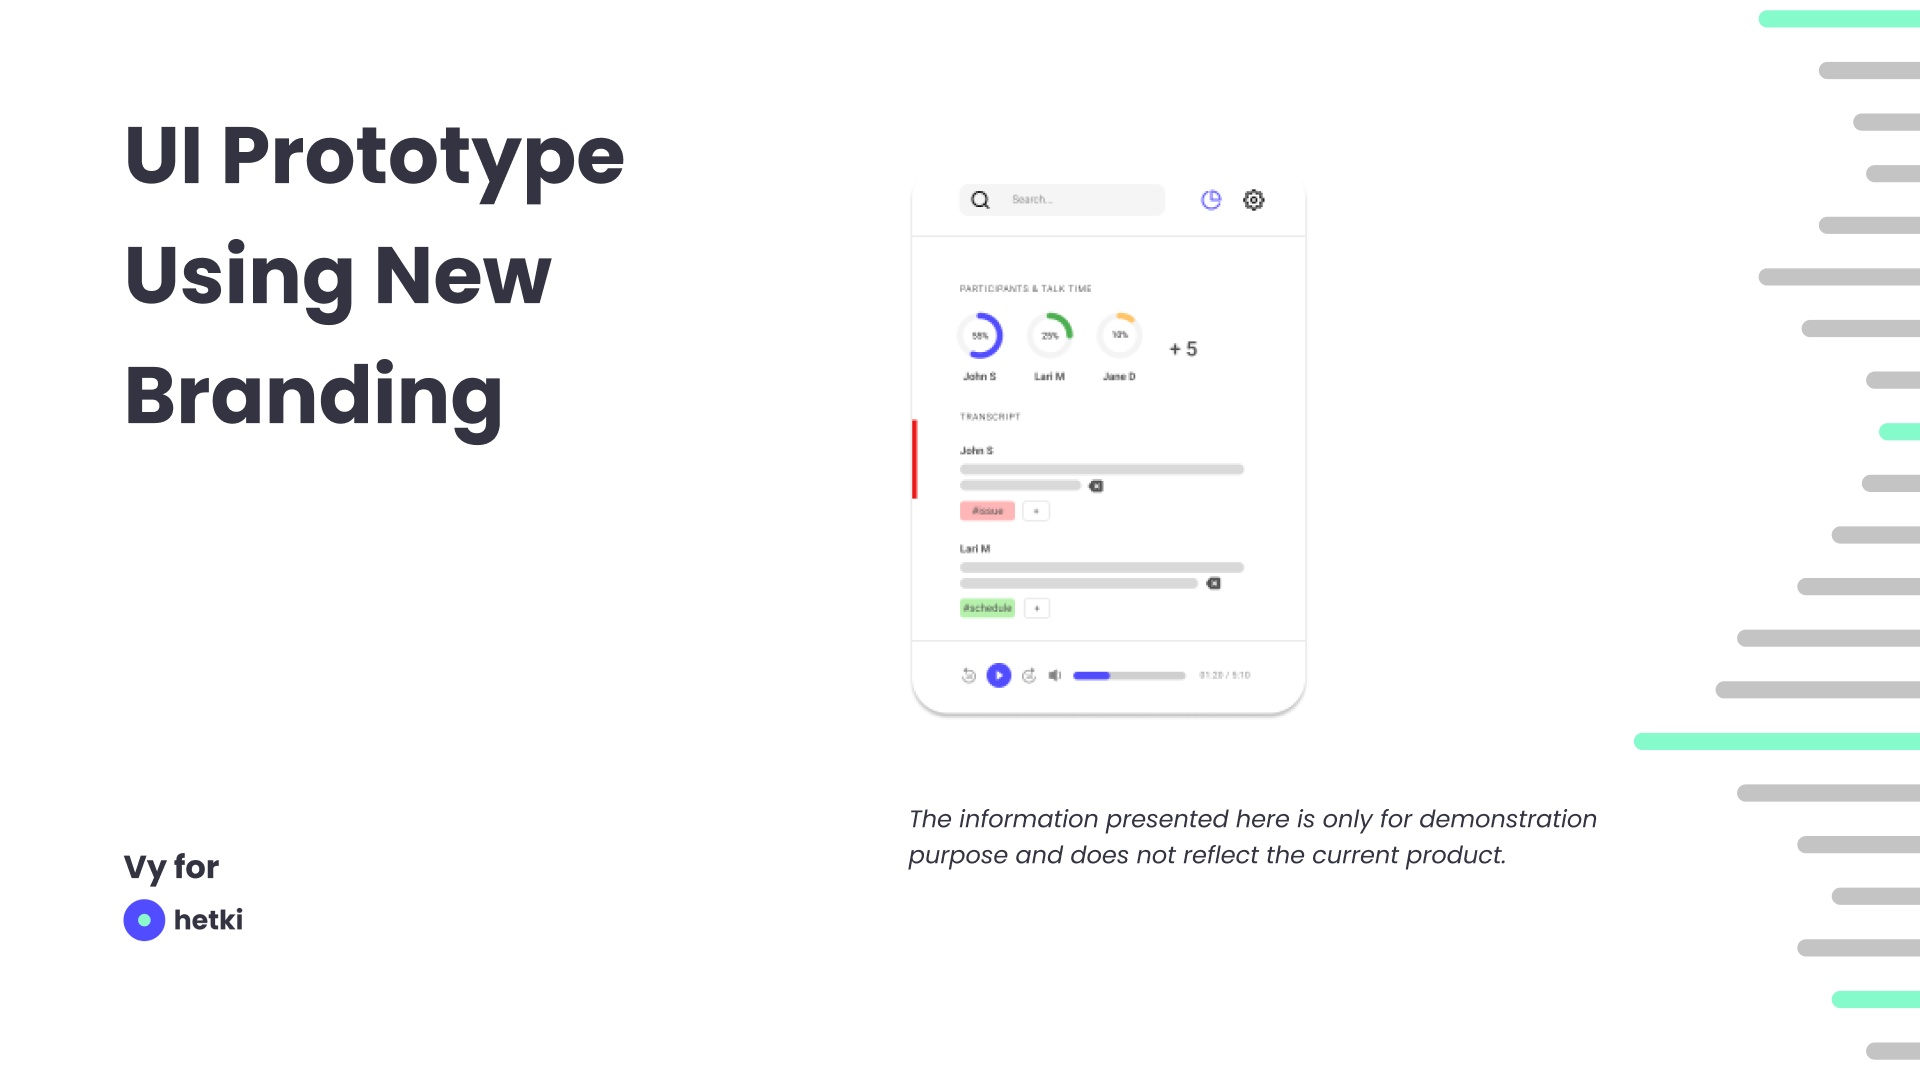 UI Prototype
Using New
Branding
Search...
PARTICIPANTS & TALK TIME
25%
10%
+ 5
John S
Lari M
Jane D
TRANSCRIPT
John S
#issue
+
Lari M
#schedule
+
01:20 / 5:10
The information presented here is only for demonstration
purpose and does not reflect the current product.
Vy for
hetki